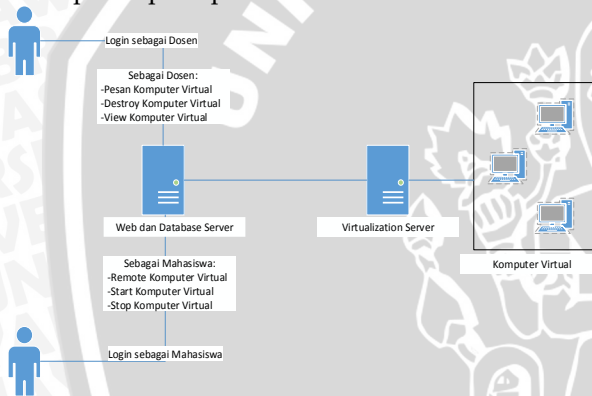 Login sebagai Dosen
Sebagai Dosen:
-Pesan Komputer Virtual
-Destroy Komputer Virtual
-View Komputer Virtual
Web dan Database Server
Virtualization Server
Komputer Virtual
Sebagai Mahasiswa:
-Remote Komputer Virtual
-Start Komputer Virtual
-Stop Komputer Virtual
Login sebagai Mahasiswa